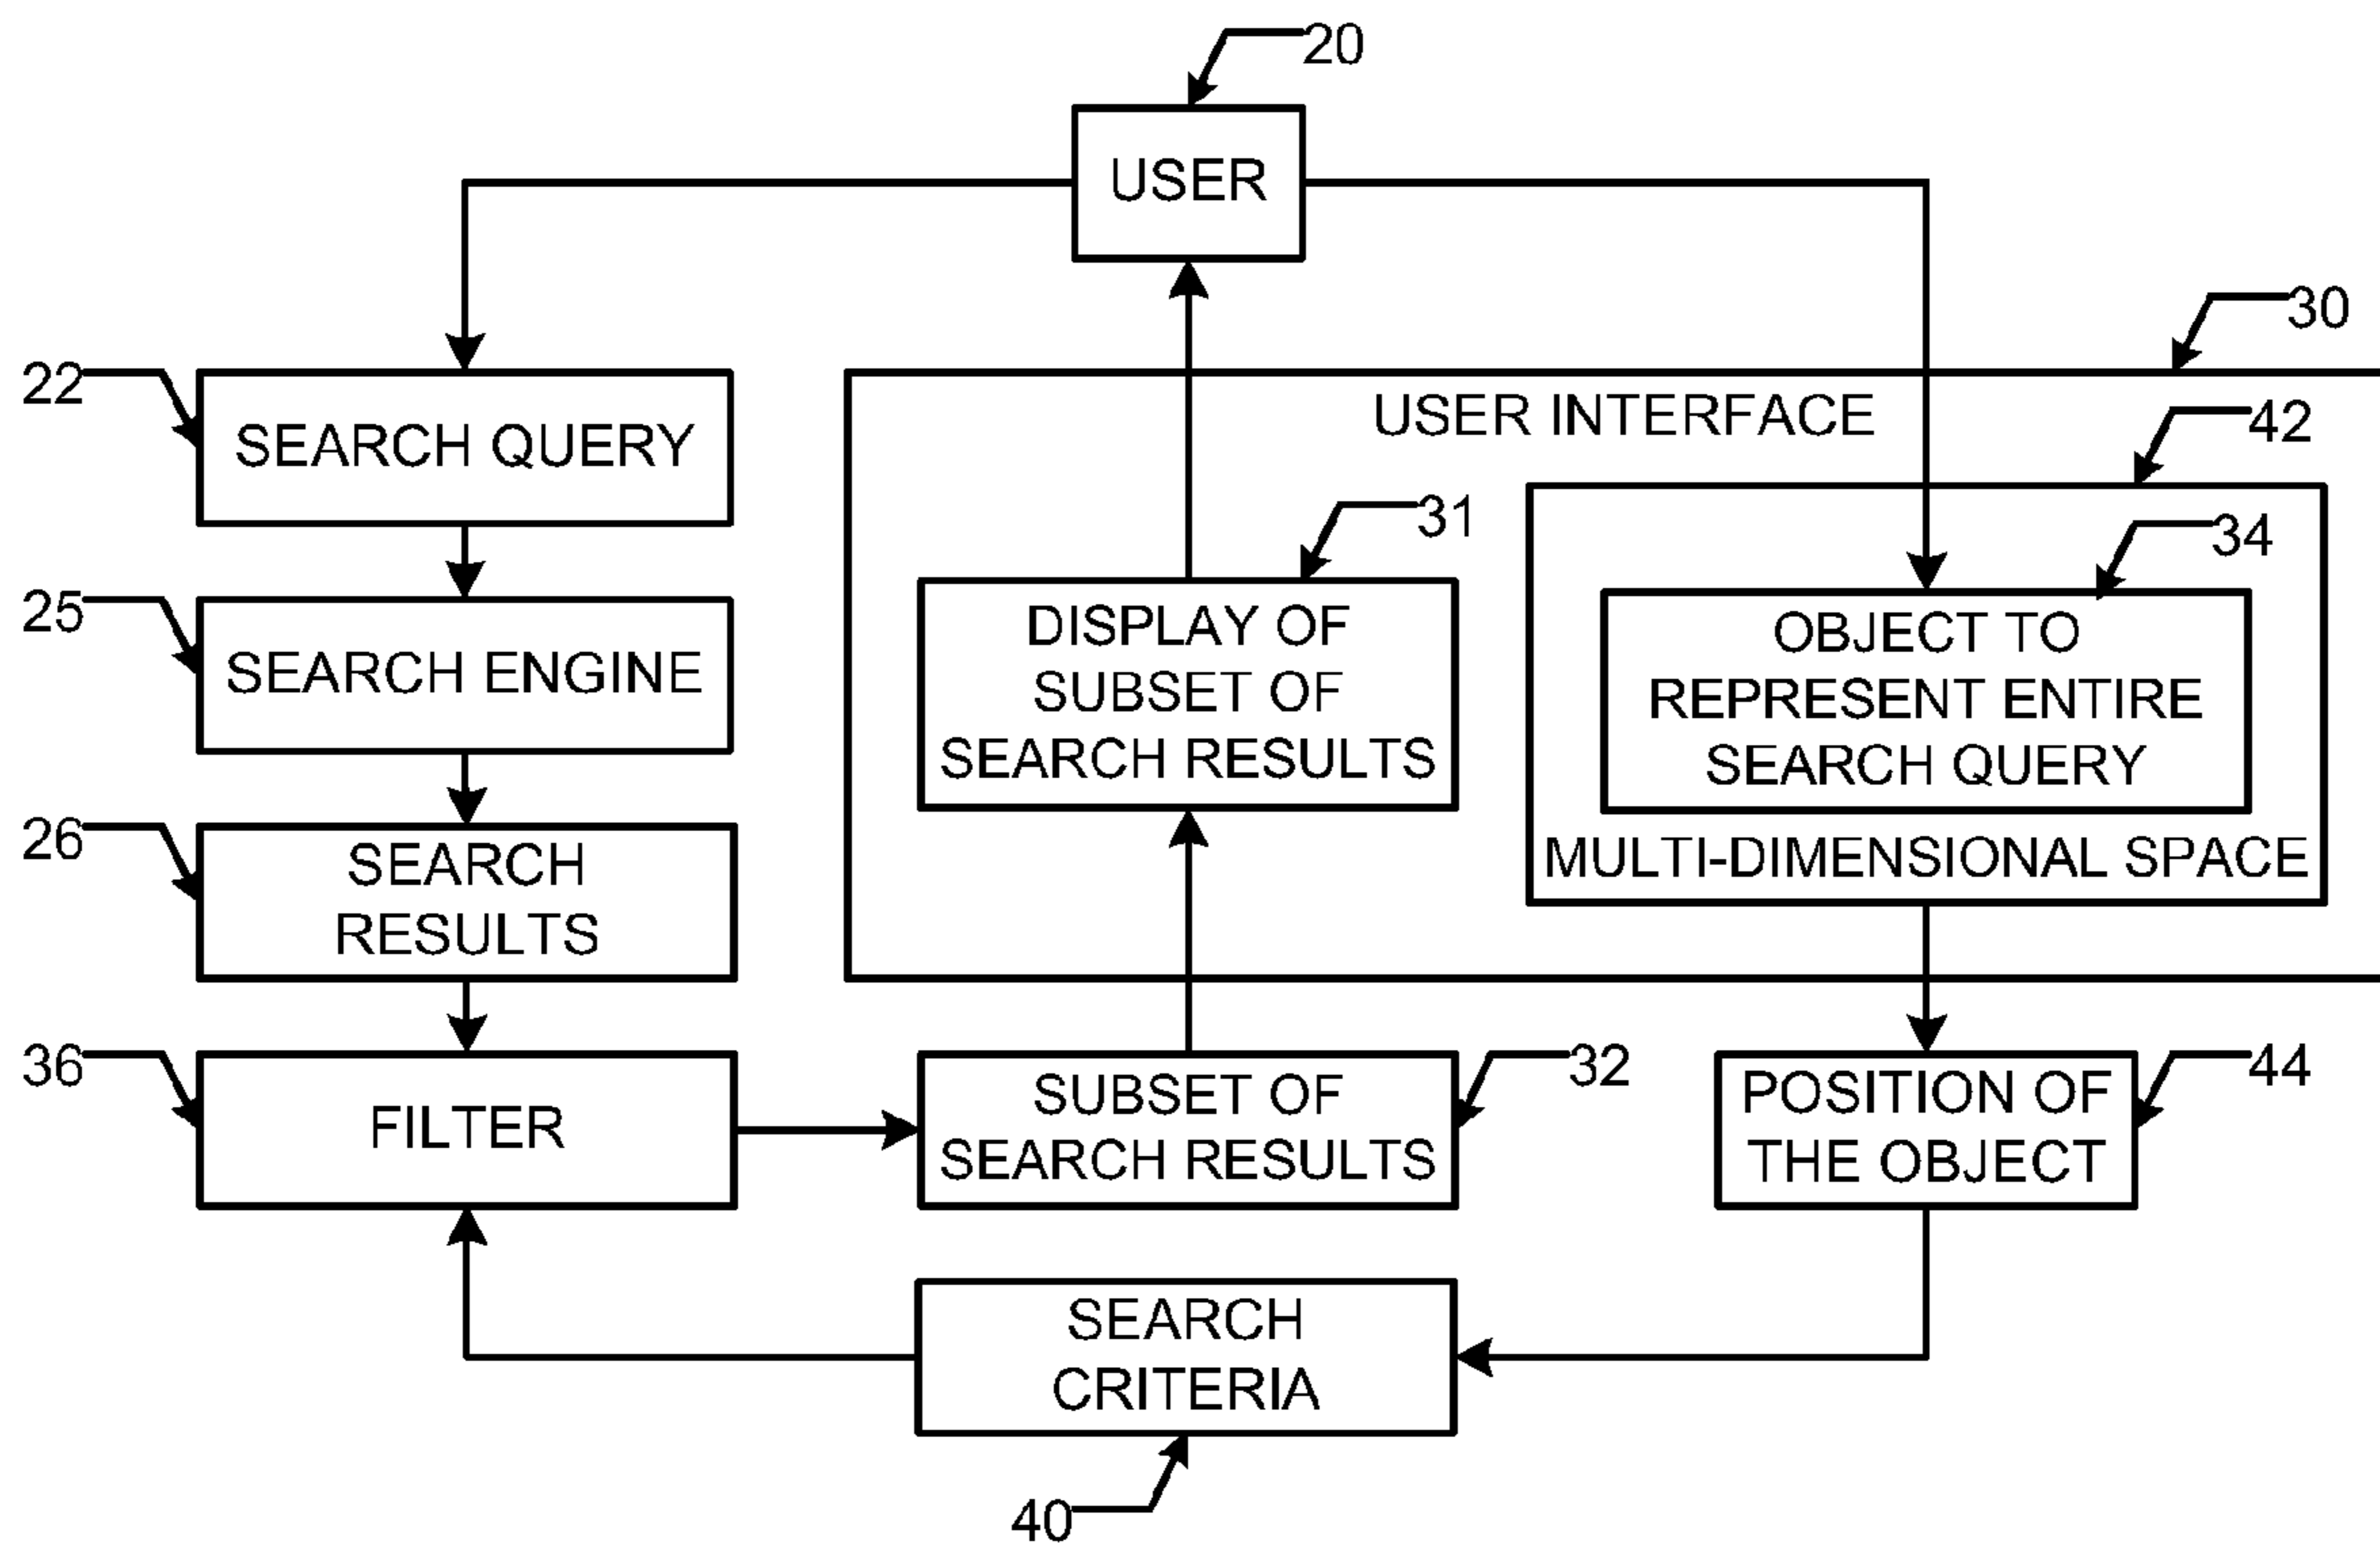 20
USER
30
22
USER INTERFACE
42
SEARCH QUERY
31
34
25
DISPLAY OF
SUBSET OF
SEARCH RESULTS
OBJECT TO
REPRESENT ENTIRE
SEARCH QUERY
SEARCH ENGINE
26
SEARCH
RESULTS
MULTI-DIMENSIONAL SPACE
36
FILTER
SUBSET OF
SEARCH RESULTS
32
POSITION OF
THE OBJECT
44
SEARCH
CRITERIA
40